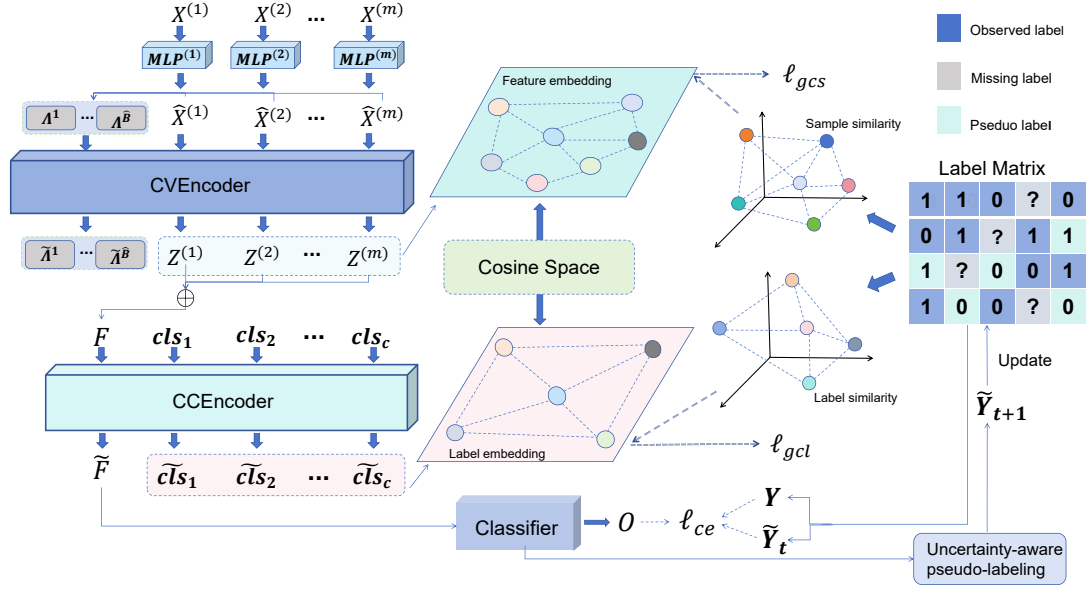 X^(1) X^(2) ... X^(m)
MLP^(1) MLP^(2) MLP^(m)
Λ^1 ... Λ^B̂ X̂^(1) X̂^(2) ... X̂^(m)
CVEncoder
Λ̃^1 ... Λ̃^B̂ Z^(1) Z^(2) ... Z^(m)
⊕
F cls_1 cls_2 ... cls_c
CCEncoder
F̃ c̃ls_1 c̃ls_2 ... c̃ls_c
Feature embedding
Cosine Space
Label embedding
ℓ_gcs
Sample similarity
Label similarity
ℓ_gcl
Classifier
O
ℓ_ce
Y
Ỹ_t
Observed label
Missing label
Pseduo label
Label Matrix
1 1 0 ? 0
0 1 ? 1 1
1 ? 0 0 1
1 0 0 ? 0
Update
Ỹ_t+1
Uncertainty-aware
pseudo-labeling